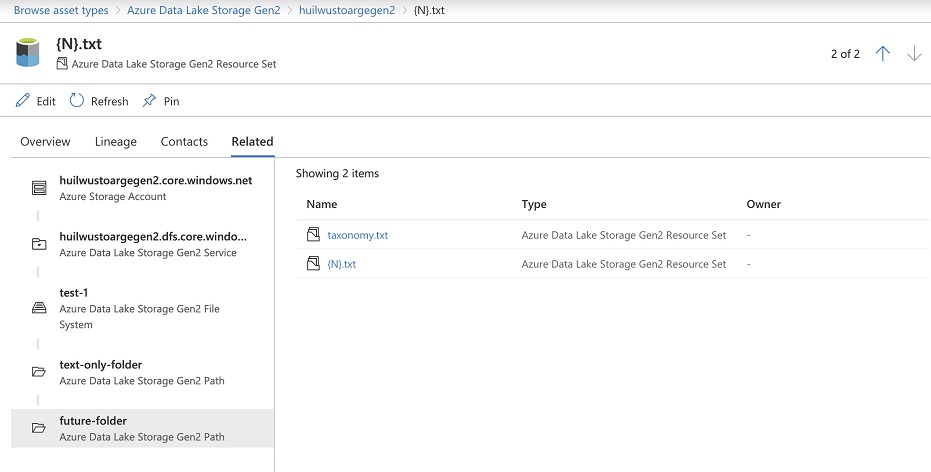 Browse asset types > Azure Data Lake Storage Gen2 > huilwustoargegen2 > {N}.txt
{N}.txt
Azure Data Lake Storage Gen2 Resource Set
2 of 2
Edit Refresh Pin
Overview Lineage Contacts Related
huilwustoargegen2.core.windows.net
Azure Storage Account
huilwustoargegen2.dfs.core.windo...
Azure Data Lake Storage Gen2 Service
test-1
Azure Data Lake Storage Gen2 File
System
text-only-folder
Azure Data Lake Storage Gen2 Path
future-folder
Azure Data Lake Storage Gen2 Path
Showing 2 items
Name Type Owner
taxonomy.txt Azure Data Lake Storage Gen2 Resource Set -
{N}.txt Azure Data Lake Storage Gen2 Resource Set -